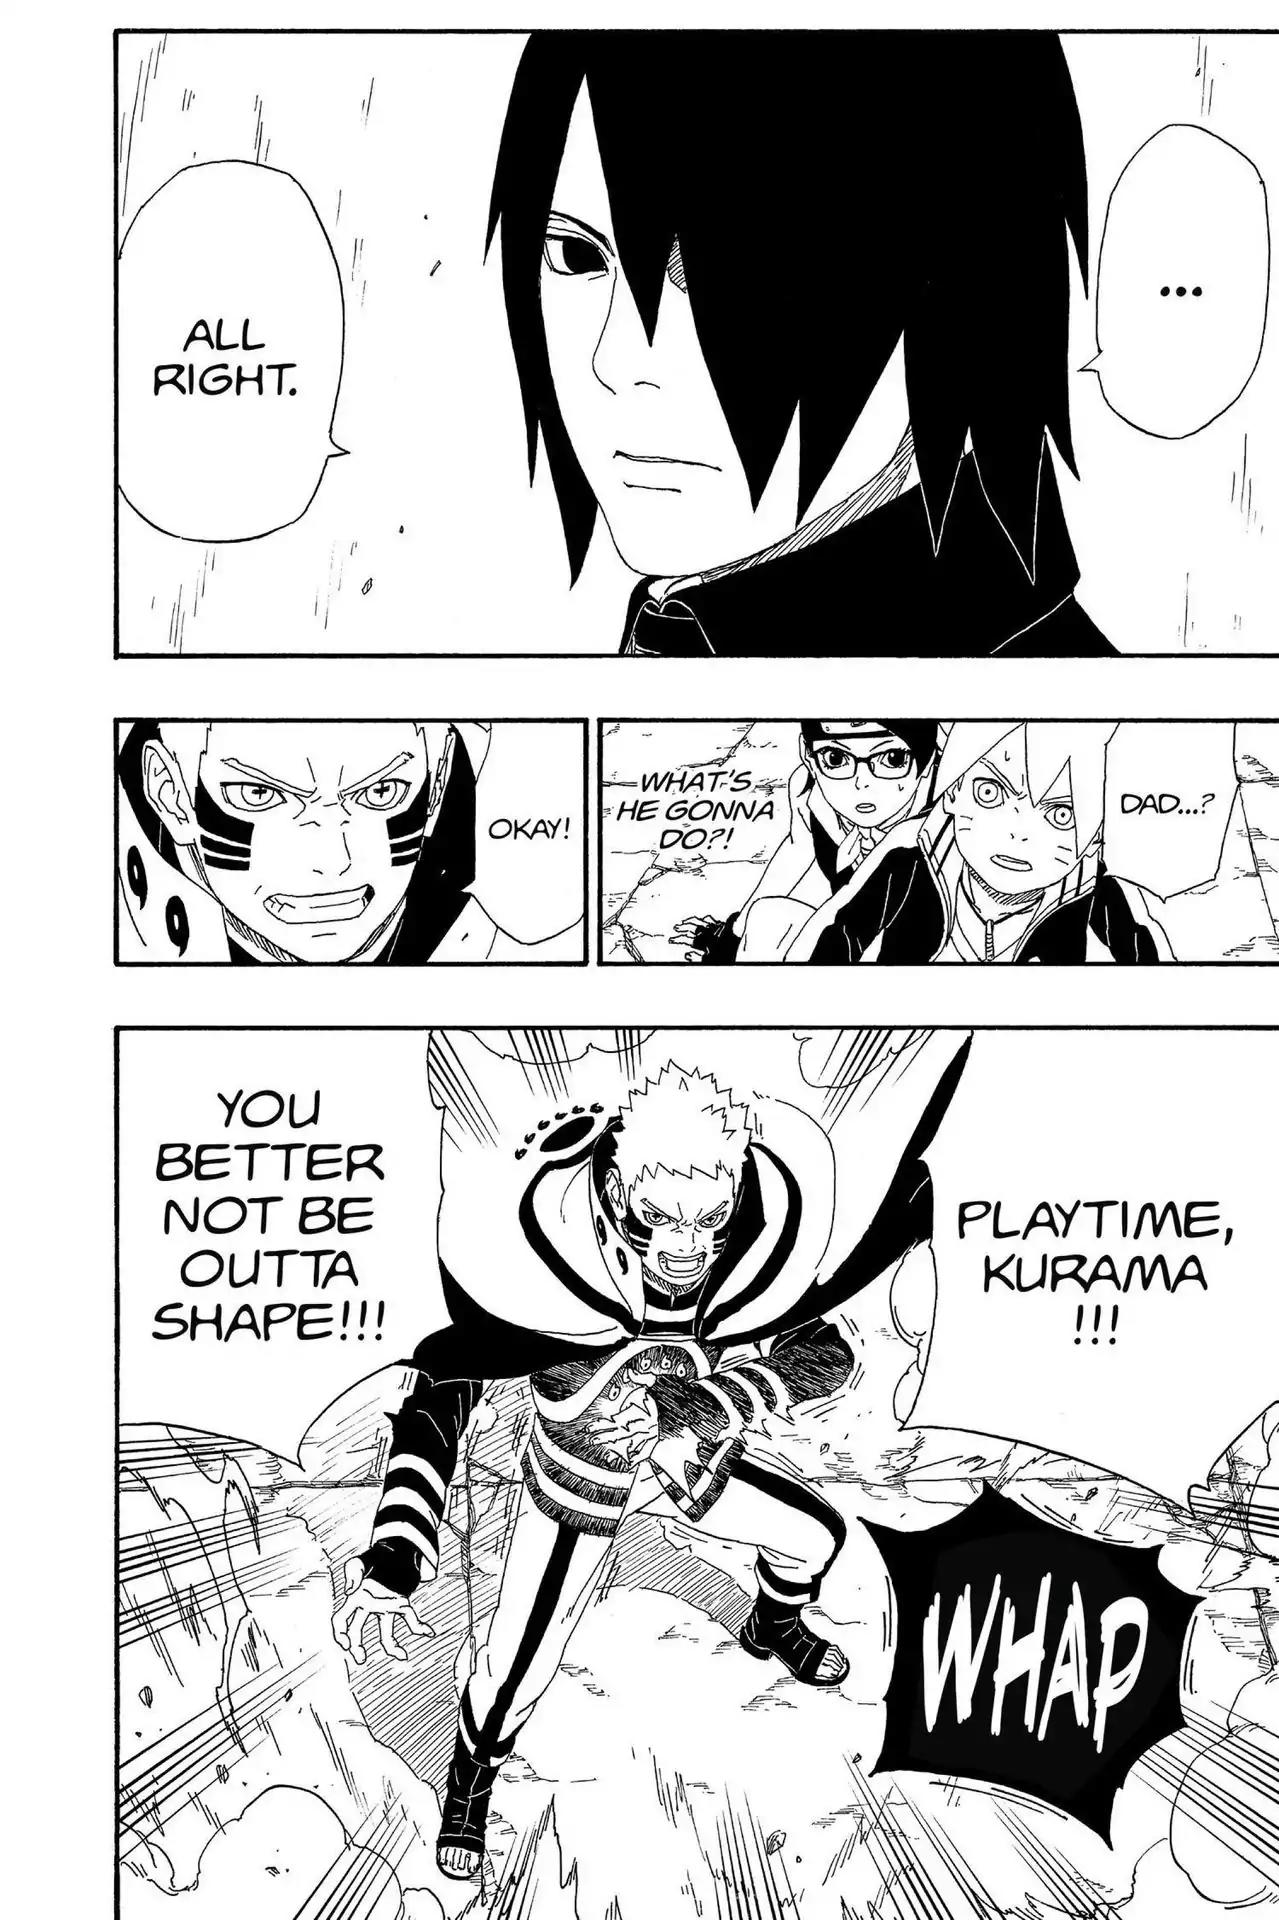 ...
ALL
RIGHT.
DAD...?
WHAT'S
HE GONNA
DO?!
OKAY!
PLAYTIME,
KURAMA
!!!
YOU
BETTER
NOT BE
OUTTA
SHAPE!!!
WHAP